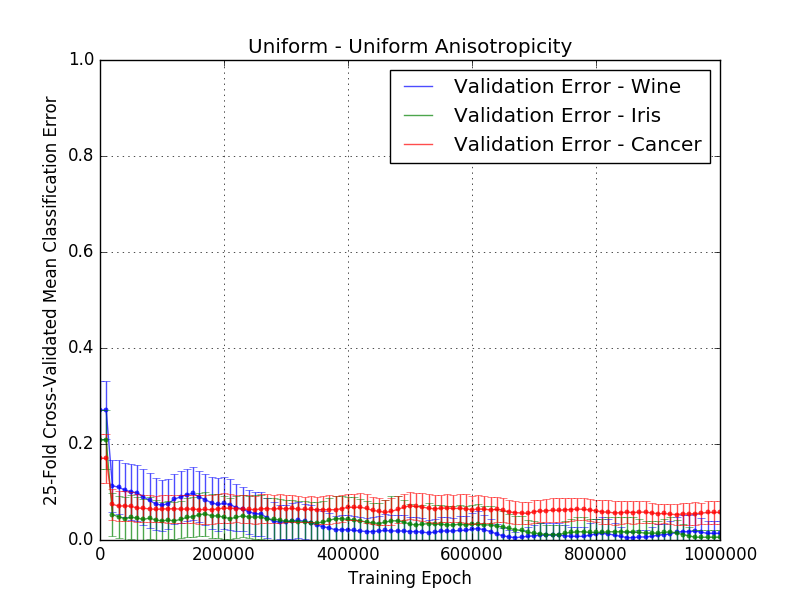 Uniform - Uniform Anisotropicity
Validation Error - Wine
Validation Error - Iris
Validation Error - Cancer
25-Fold Cross-Validated Mean Classification Error
1.0
0.8
0.6
0.4
0.2
0.0
0 200000 400000 600000 800000 1000000
Training Epoch